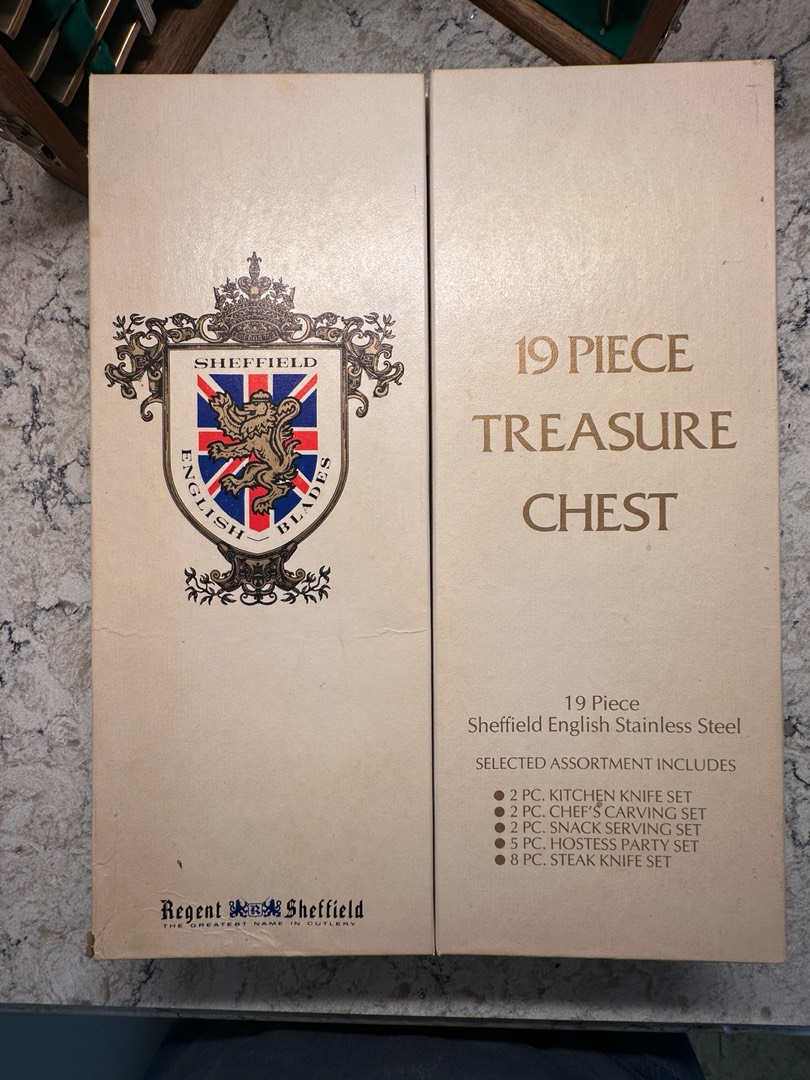 SHEFFIELD
ENGLISH BLADES
Regent R Sheffield
THE GREATEST NAME IN CUTLERY
19 PIECE
TREASURE
CHEST
19 Piece
Sheffield English Stainless Steel
SELECTED ASSORTMENT INCLUDES
● 2 PC. KITCHEN KNIFE SET
● 2 PC. CHEF'S CARVING SET
● 2 PC. SNACK SERVING SET
● 5 PC. HOSTESS PARTY SET
● 8 PC. STEAK KNIFE SET